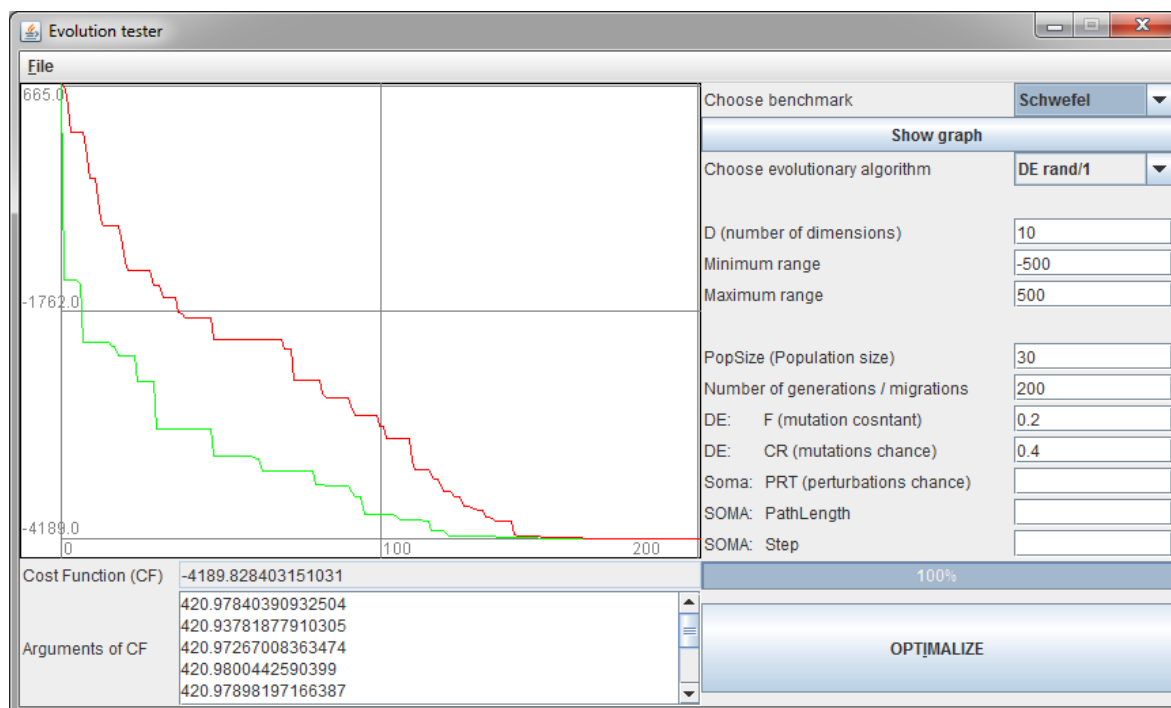 Evolution tester
File
665.0
-1762.0
-4189.0
0
100
200
Choose benchmark Schwefel
Show graph
Choose evolutionary algorithm DE rand/1
D (number of dimensions) 10
Minimum range -500
Maximum range 500
PopSize (Population size) 30
Number of generations / migrations 200
DE: F (mutation cosntant) 0.2
DE: CR (mutations chance) 0.4
Soma: PRT (perturbations chance)
SOMA: PathLength
SOMA: Step
Cost Function (CF) -4189.828403151031
100%
Arguments of CF
420.97840390932504
420.93781877910305
420.97267008363474
420.9800442590399
420.97898197166387
OPTIMALIZE